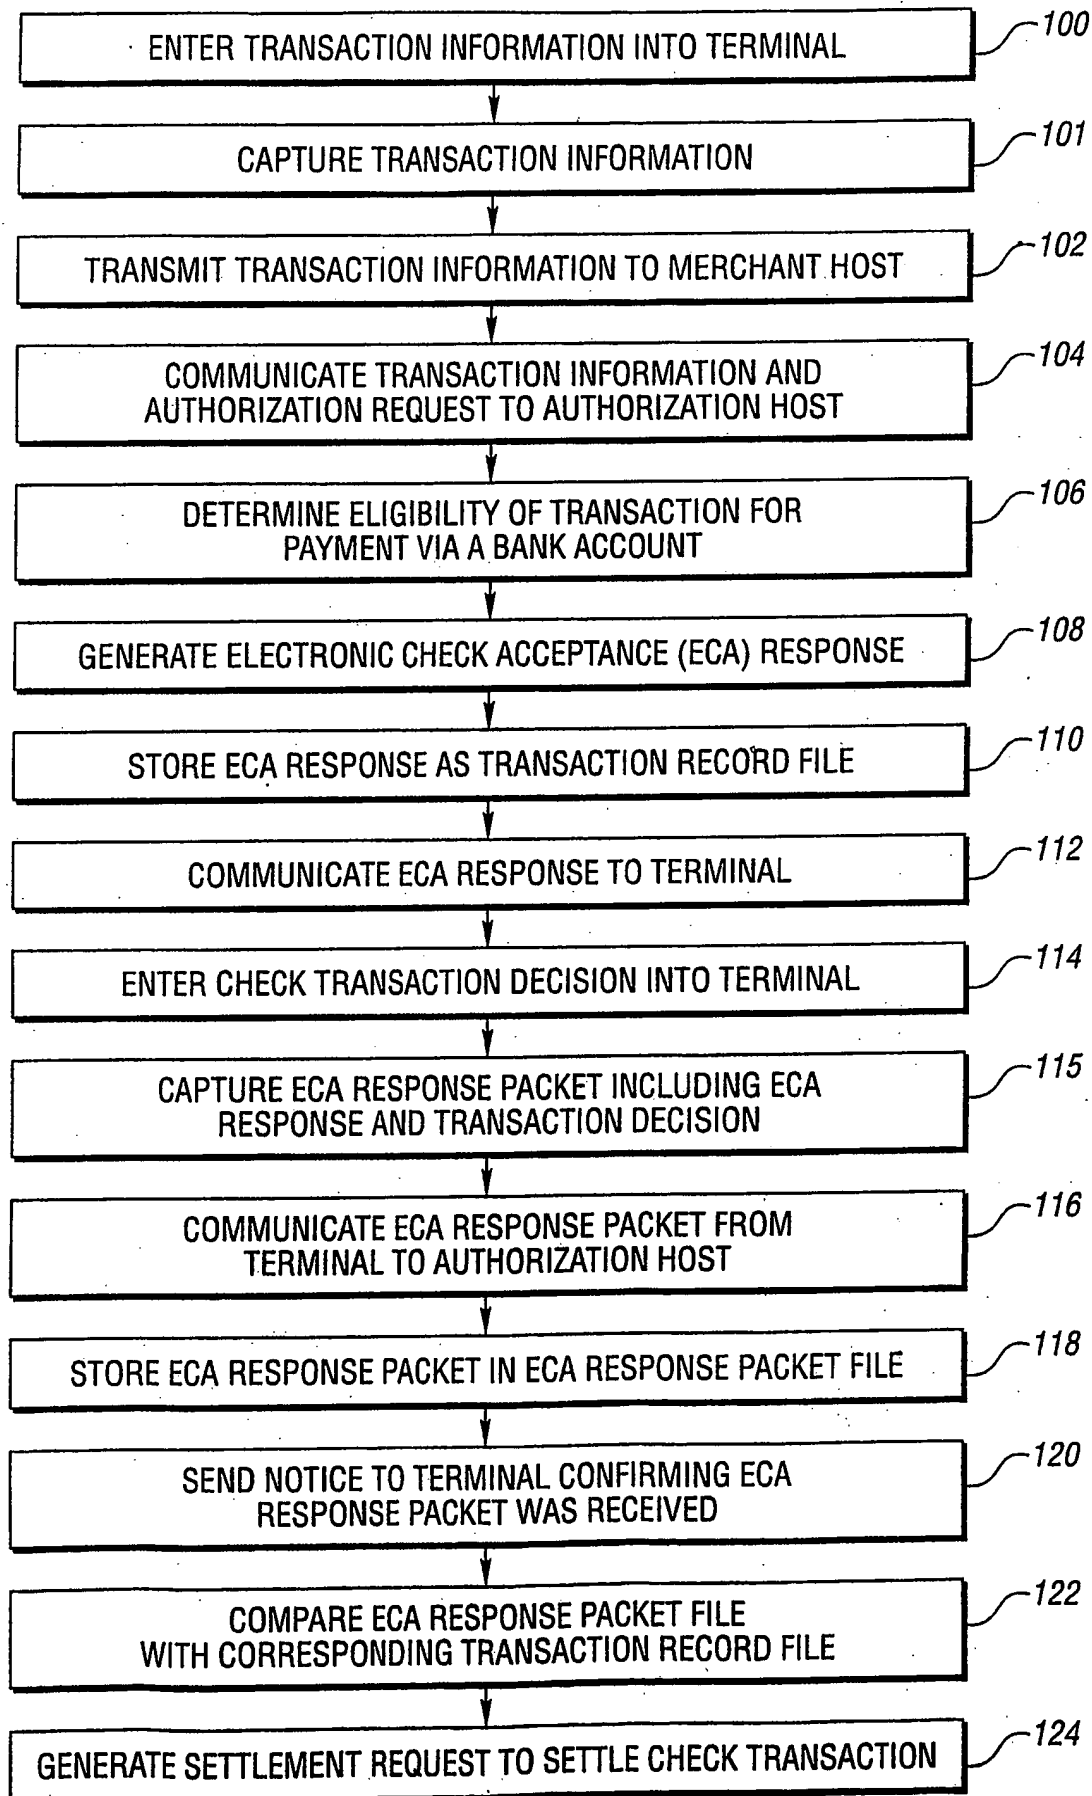 ENTER TRANSACTION INFORMATION INTO TERMINAL 100
CAPTURE TRANSACTION INFORMATION 101
TRANSMIT TRANSACTION INFORMATION TO MERCHANT HOST 102
COMMUNICATE TRANSACTION INFORMATION AND
AUTHORIZATION REQUEST TO AUTHORIZATION HOST
104
DETERMINE ELIGIBILITY OF TRANSACTION FOR
PAYMENT VIA A BANK ACCOUNT
106
GENERATE ELECTRONIC CHECK ACCEPTANCE (ECA) RESPONSE 108
STORE ECA RESPONSE AS TRANSACTION RECORD FILE 110
COMMUNICATE ECA RESPONSE TO TERMINAL 112
ENTER CHECK TRANSACTION DECISION INTO TERMINAL 114
CAPTURE ECA RESPONSE PACKET INCLUDING ECA
RESPONSE AND TRANSACTION DECISION
115
COMMUNICATE ECA RESPONSE PACKET FROM
TERMINAL TO AUTHORIZATION HOST
116
STORE ECA RESPONSE PACKET IN ECA RESPONSE PACKET FILE 118
SEND NOTICE TO TERMINAL CONFIRMING ECA
RESPONSE PACKET WAS RECEIVED
120
COMPARE ECA RESPONSE PACKET FILE
WITH CORRESPONDING TRANSACTION RECORD FILE
122
GENERATE SETTLEMENT REQUEST TO SETTLE CHECK TRANSACTION 124